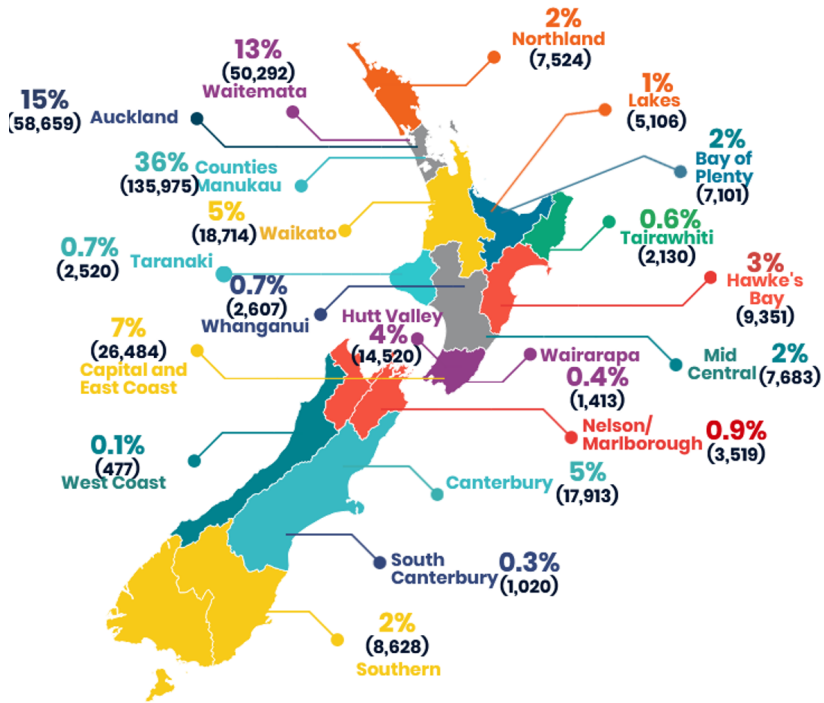 2%
Northland
(7,524)
13%
(50,292)
Waitemata
1%
Lakes
(5,106)
15%
(58,659)
Auckland
2%
Bay of
Plenty
(7,101)
36%
(135,975)
Counties
Manukau
5%
(18,714)
Waikato
0.6%
Tairawhiti
(2,130)
0.7%
(2,520)
Taranaki
3%
Hawke's
Bay
(9,351)
0.7%
(2,607)
Whanganui
Hutt Valley
4%
(14,520)
7%
(26,484)
Capital and
East Coast
Wairarapa
0.4%
(1,413)
Mid
Central
2%
(7,683)
Nelson/
Marlborough
0.9%
(3,519)
0.1%
(477)
West Coast
Canterbury
5%
(17,913)
South
Canterbury
0.3%
(1,020)
2%
(8,628)
Southern